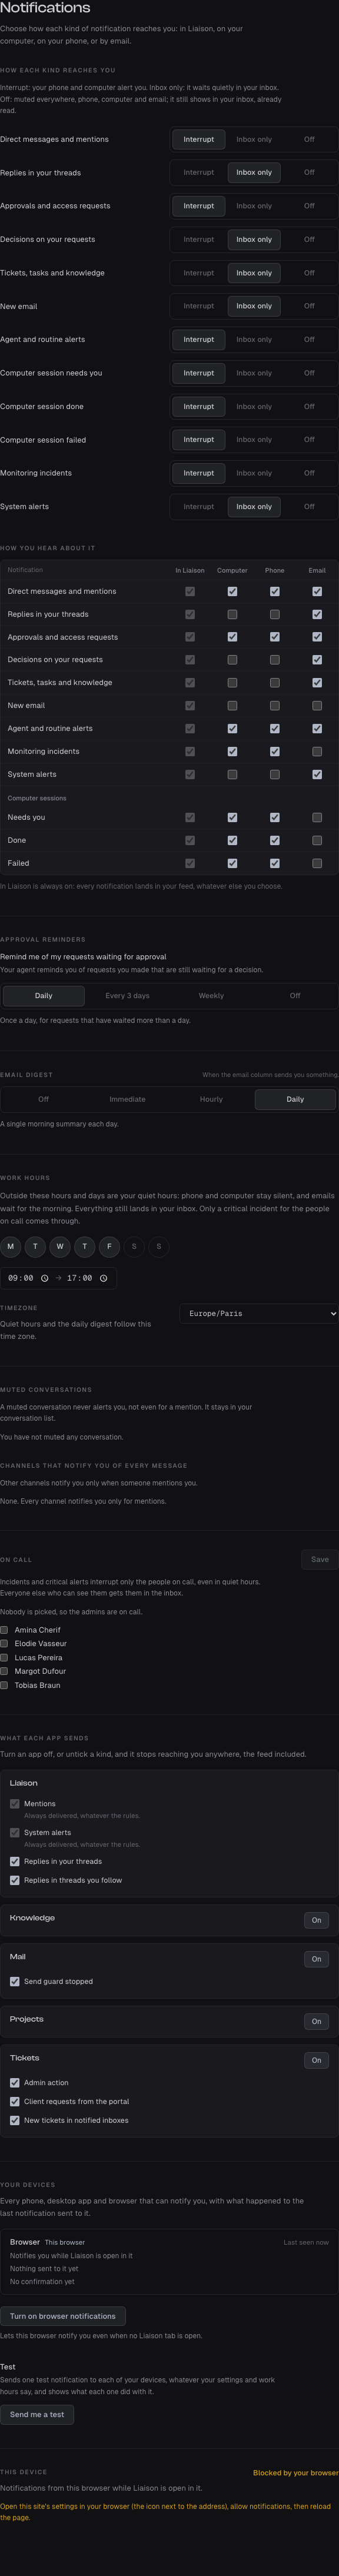 Notifications
Choose how each kind of notification reaches you: in Liaison, on your
computer, on your phone, or by email.
HOW EACH KIND REACHES YOU
Interrupt: your phone and computer alert you. Inbox only: it waits quietly in your inbox.
Off: muted everywhere, phone, computer and email; it still shows in your inbox, already
read.
Direct messages and mentions Interrupt Inbox only Off
Replies in your threads Interrupt Inbox only Off
Approvals and access requests Interrupt Inbox only Off
Decisions on your requests Interrupt Inbox only Off
Tickets, tasks and knowledge Interrupt Inbox only Off
New email Interrupt Inbox only Off
Agent and routine alerts Interrupt Inbox only Off
Computer session needs you Interrupt Inbox only Off
Computer session done Interrupt Inbox only Off
Computer session failed Interrupt Inbox only Off
Monitoring incidents Interrupt Inbox only Off
System alerts Interrupt Inbox only Off
HOW YOU HEAR ABOUT IT
Notification In Liaison Computer Phone Email
Direct messages and mentions
Replies in your threads
Approvals and access requests
Decisions on your requests
Tickets, tasks and knowledge
New email
Agent and routine alerts
Monitoring incidents
System alerts
Computer sessions
Needs you
Done
Failed
In Liaison is always on: every notification lands in your feed, whatever else you choose.
APPROVAL REMINDERS
Remind me of my requests waiting for approval
Your agent reminds you of requests you made that are still waiting for a decision.
Daily Every 3 days Weekly Off
Once a day, for requests that have waited more than a day.
EMAIL DIGEST When the email column sends you something.
Off Immediate Hourly Daily
A single morning summary each day.
WORK HOURS
Outside these hours and days are your quiet hours: phone and computer stay silent, and emails
wait for the morning. Everything still lands in your inbox. Only a critical incident for the people
on call comes through.
M T W T F S S
09:00 → 17:00
TIMEZONE Europe/Paris
Quiet hours and the daily digest follow this
time zone.
MUTED CONVERSATIONS
A muted conversation never alerts you, not even for a mention. It stays in your
conversation list.
You have not muted any conversation.
CHANNELS THAT NOTIFY YOU OF EVERY MESSAGE
Other channels notify you only when someone mentions you.
None. Every channel notifies you only for mentions.
ON CALL Save
Incidents and critical alerts interrupt only the people on call, even in quiet hours.
Everyone else who can see them gets them in the inbox.
Nobody is picked, so the admins are on call.
Amina Cherif
Elodie Vasseur
Lucas Pereira
Margot Dufour
Tobias Braun
WHAT EACH APP SENDS
Turn an app off, or untick a kind, and it stops reaching you anywhere, the feed included.
Liaison
Mentions
Always delivered, whatever the rules.
System alerts
Always delivered, whatever the rules.
Replies in your threads
Replies in threads you follow
Knowledge On
Mail On
Send guard stopped
Projects On
Tickets On
Admin action
Client requests from the portal
New tickets in notified inboxes
YOUR DEVICES
Every phone, desktop app and browser that can notify you, with what happened to the
last notification sent to it.
Browser This browser Last seen now
Notifies you while Liaison is open in it
Nothing sent to it yet
No confirmation yet
Turn on browser notifications
Lets this browser notify you even when no Liaison tab is open.
Test
Sends one test notification to each of your devices, whatever your settings and work
hours say, and shows what each one did with it.
Send me a test
THIS DEVICE Blocked by your browser
Notifications from this browser while Liaison is open in it.
Open this site's settings in your browser (the icon next to the address), allow notifications, then reload
the page.